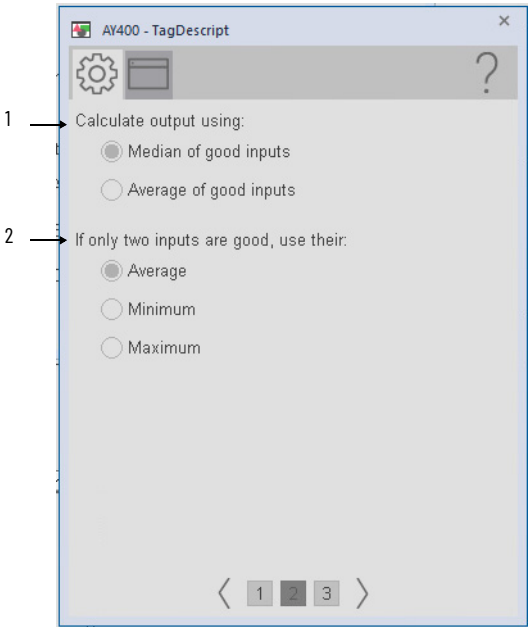 AY400 - TagDescript
?
1
Calculate output using:
Median of good inputs
Average of good inputs
2
If only two inputs are good, use their:
Average
Minimum
Maximum
1 2 3